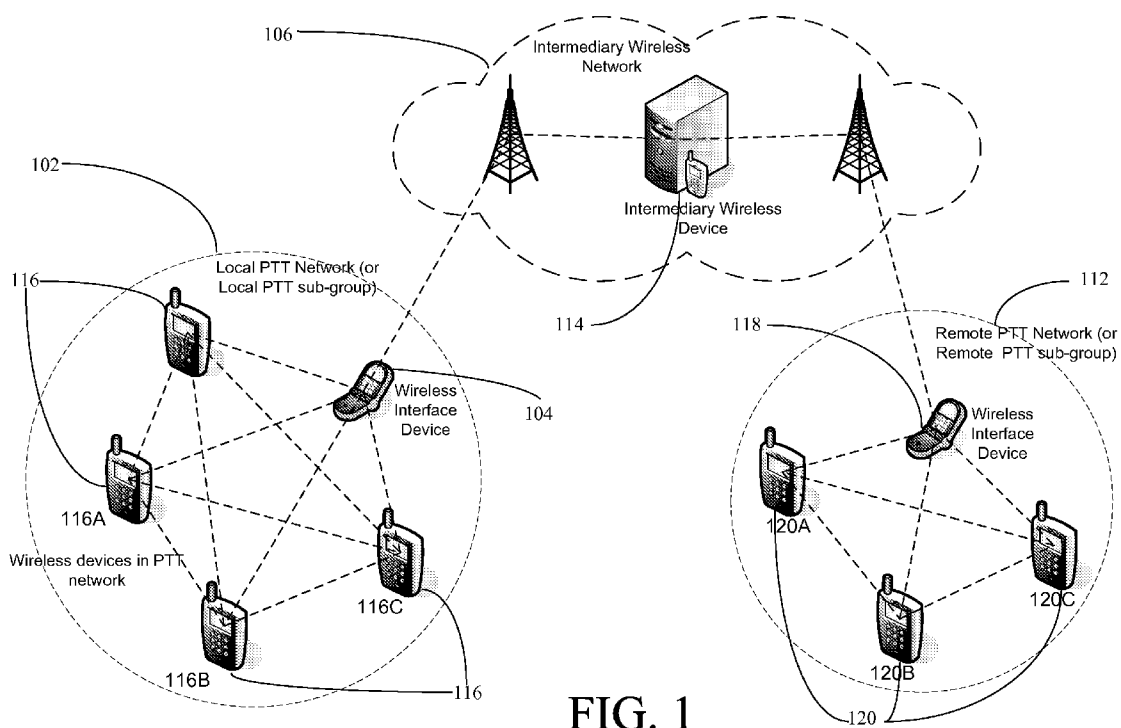 106
Intermediary Wireless
Network
102
Intermediary Wireless
Device
Local PTT Network (or
Local PTT sub-group)
116
114
118
112
Remote PTT Network (or
Remote PTT sub-group)
Wireless
Interface
Device
104
Wireless
Interface
Device
116A
120A
Wireless devices in PTT
network
116C
120C
116B
116
120B
FIG. 1
120